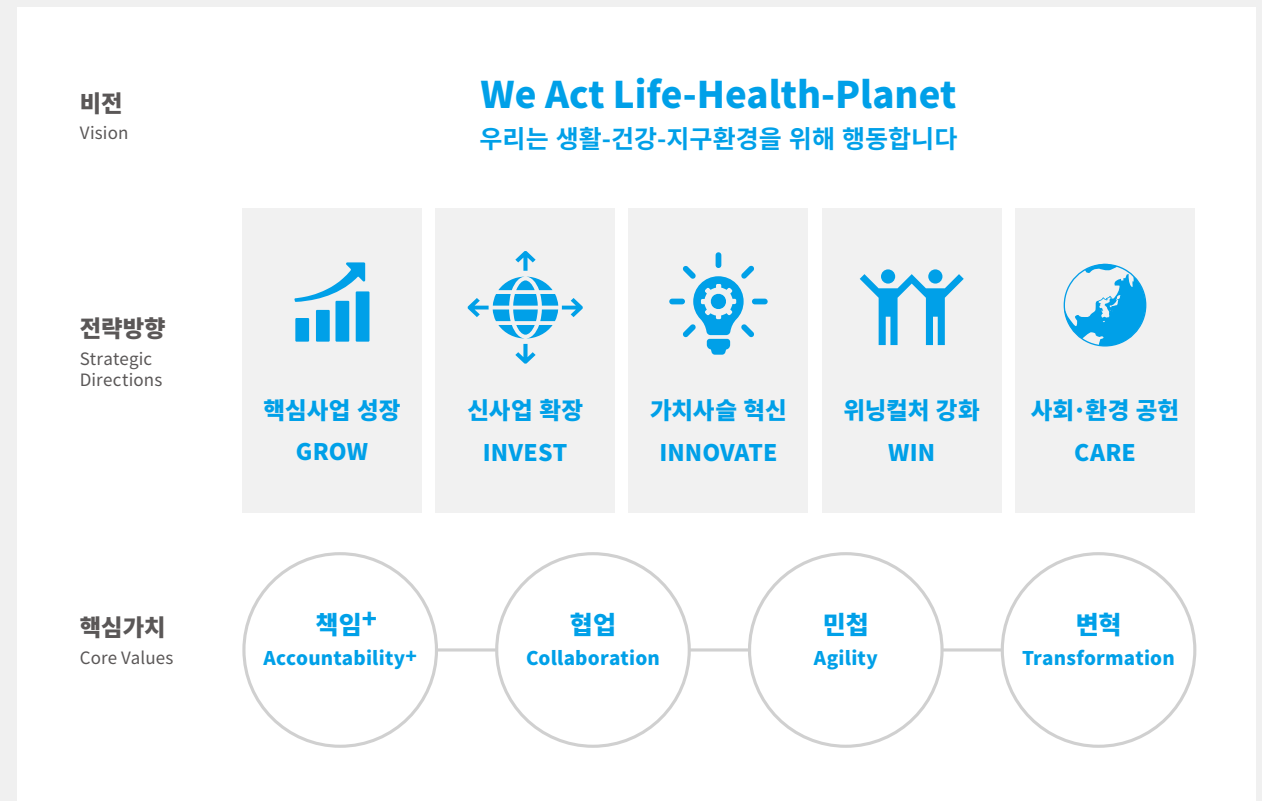 비전
Vision
We Act Life-Health-Planet
우리는 생활-건강-지구환경을 위해 행동합니다
전략방향
Strategic
Directions
핵심사업 성장
GROW
신사업 확장
INVEST
가치사슬 혁신
INNOVATE
위닝컬처 강화
WIN
사회·환경 공헌
CARE
핵심가치
Core Values
책임+
Accountability+
협업
Collaboration
민첩
Agility
변혁
Transformation